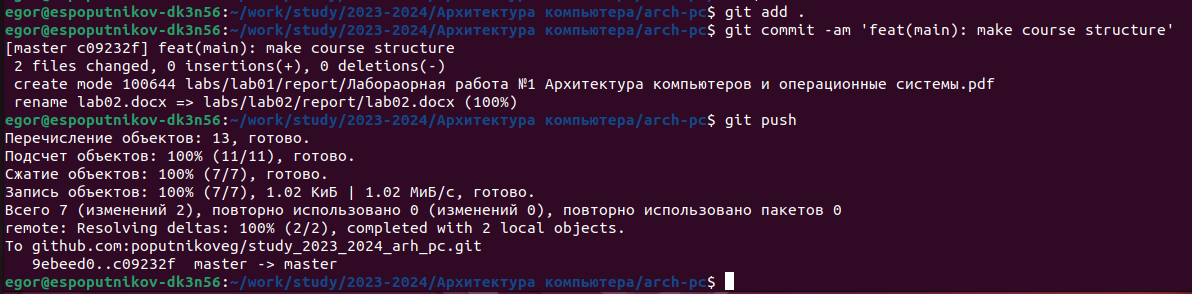 egor@espoputnikov-dk3n56:~/work/study/2023-2024/Архитектура компьютера/arch-pc$ git add .
egor@espoputnikov-dk3n56:~/work/study/2023-2024/Архитектура компьютера/arch-pc$ git commit -am 'feat(main): make course structure'
[master c09232f] feat(main): make course structure
 2 files changed, 0 insertions(+), 0 deletions(-)
 create mode 100644 labs/lab01/report/Лабораорная работа №1 Архитектура компьютеров и операционные системы.pdf
 rename lab02.docx => labs/lab02/report/lab02.docx (100%)
egor@espoputnikov-dk3n56:~/work/study/2023-2024/Архитектура компьютера/arch-pc$ git push
Перечисление объектов: 13, готово.
Подсчет объектов: 100% (11/11), готово.
Сжатие объектов: 100% (7/7), готово.
Запись объектов: 100% (7/7), 1.02 КиБ | 1.02 МиБ/с, готово.
Всего 7 (изменений 2), повторно использовано 0 (изменений 0), повторно использовано пакетов 0
remote: Resolving deltas: 100% (2/2), completed with 2 local objects.
To github.com:poputnikoveg/study_2023_2024_arh_pc.git
   9ebeed0..c09232f  master -> master
egor@espoputnikov-dk3n56:~/work/study/2023-2024/Архитектура компьютера/arch-pc$